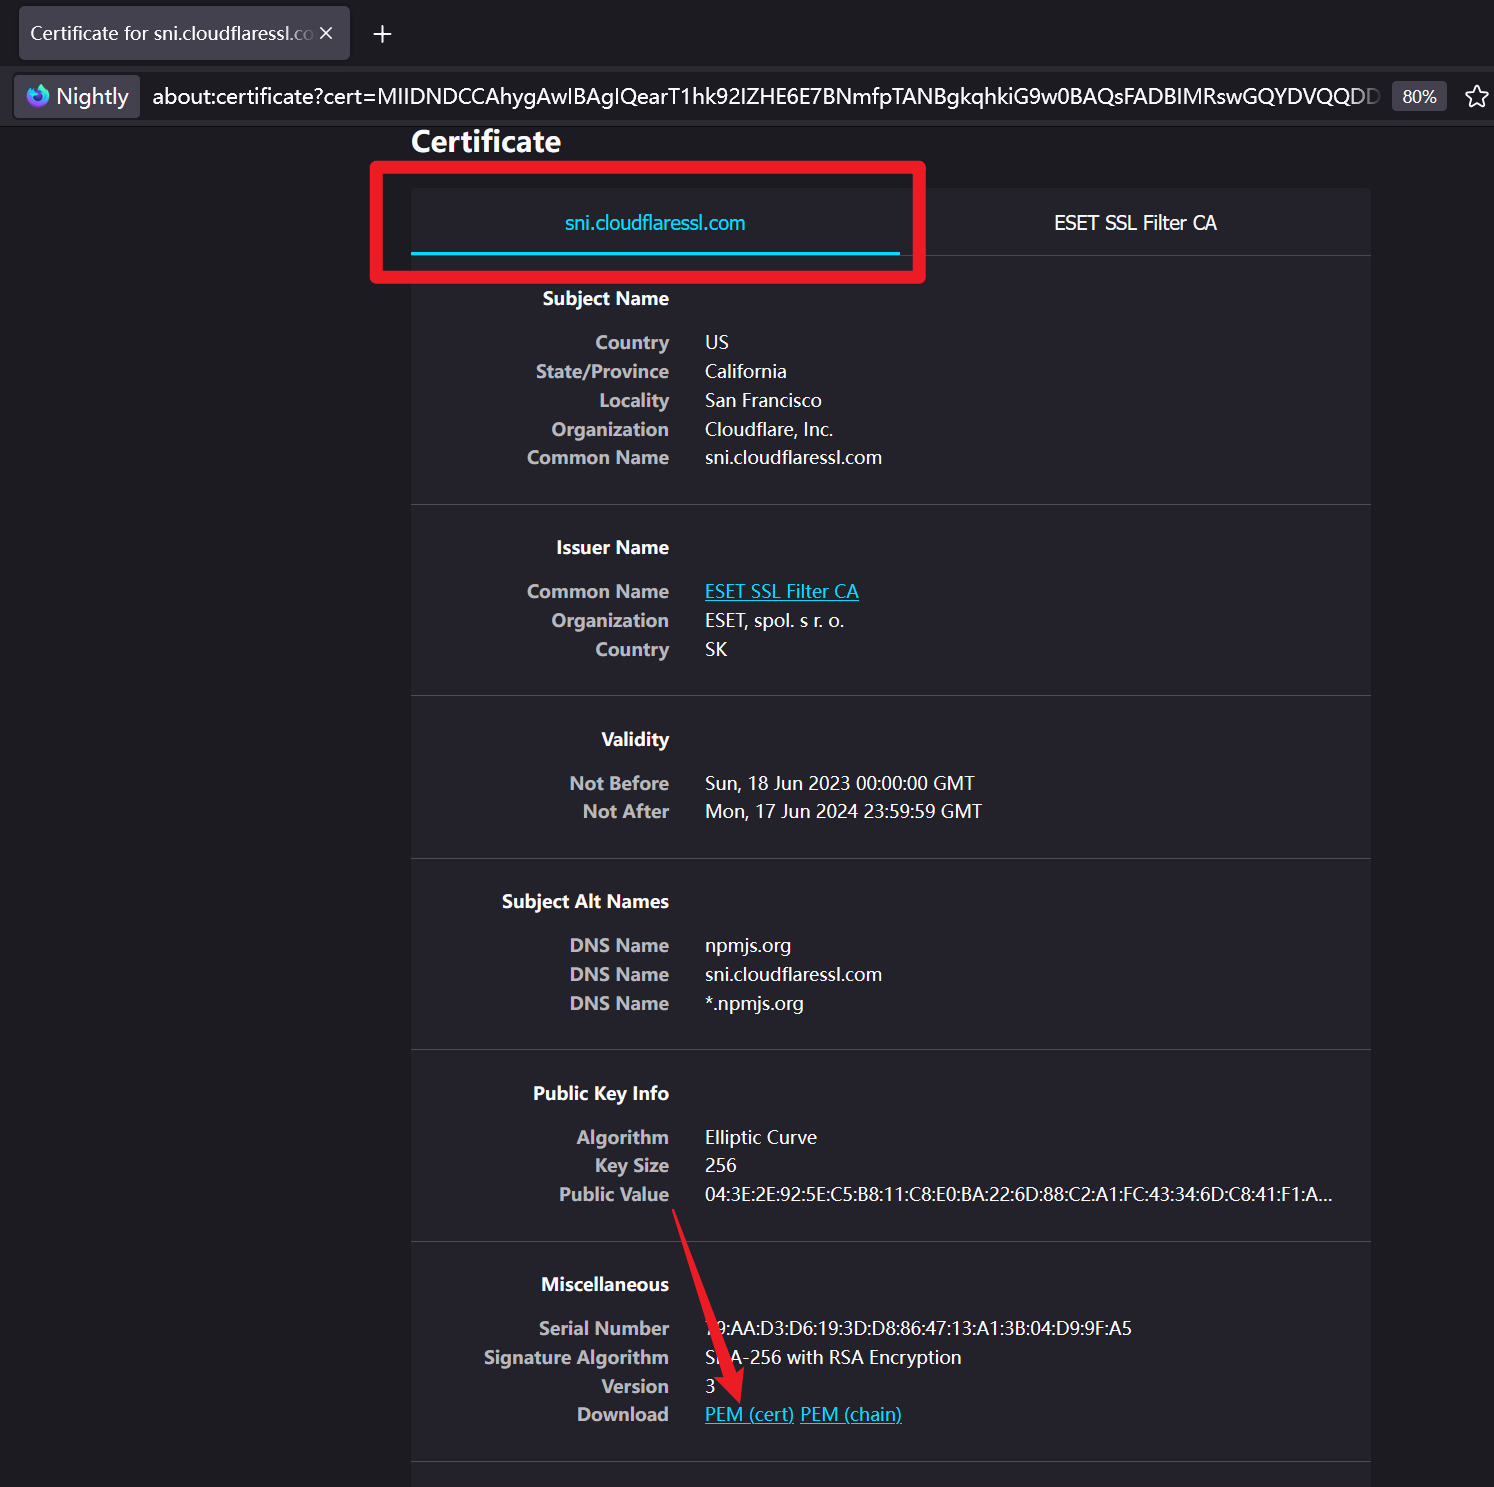 Certificate for sni.cloudflaressl.co
Nightly about:certificate?cert=MIIDNDCCAhygAwIBAgIQearT1hk92IZHE6E7BNmfpTANBgkqhkiG9w0BAQsFADBIMRswGQYDVQQDD 80%
Certificate
sni.cloudflaressl.com ESET SSL Filter CA
Subject Name
Country US
State/Province California
Locality San Francisco
Organization Cloudflare, Inc.
Common Name sni.cloudflaressl.com
Issuer Name
Common Name ESET SSL Filter CA
Organization ESET, spol. s r. o.
Country SK
Validity
Not Before Sun, 18 Jun 2023 00:00:00 GMT
Not After Mon, 17 Jun 2024 23:59:59 GMT
Subject Alt Names
DNS Name npmjs.org
DNS Name sni.cloudflaressl.com
DNS Name *.npmjs.org
Public Key Info
Algorithm Elliptic Curve
Key Size 256
Public Value 04:3E:2E:92:5E:C5:B8:11:C8:E0:BA:22:6D:88:C2:A1:FC:43:34:6D:C8:41:F1:A...
Miscellaneous
Serial Number 79:AA:D3:D6:19:3D:D8:86:47:13:A1:3B:04:D9:9F:A5
Signature Algorithm SHA-256 with RSA Encryption
Version 3
Download PEM (cert) PEM (chain)